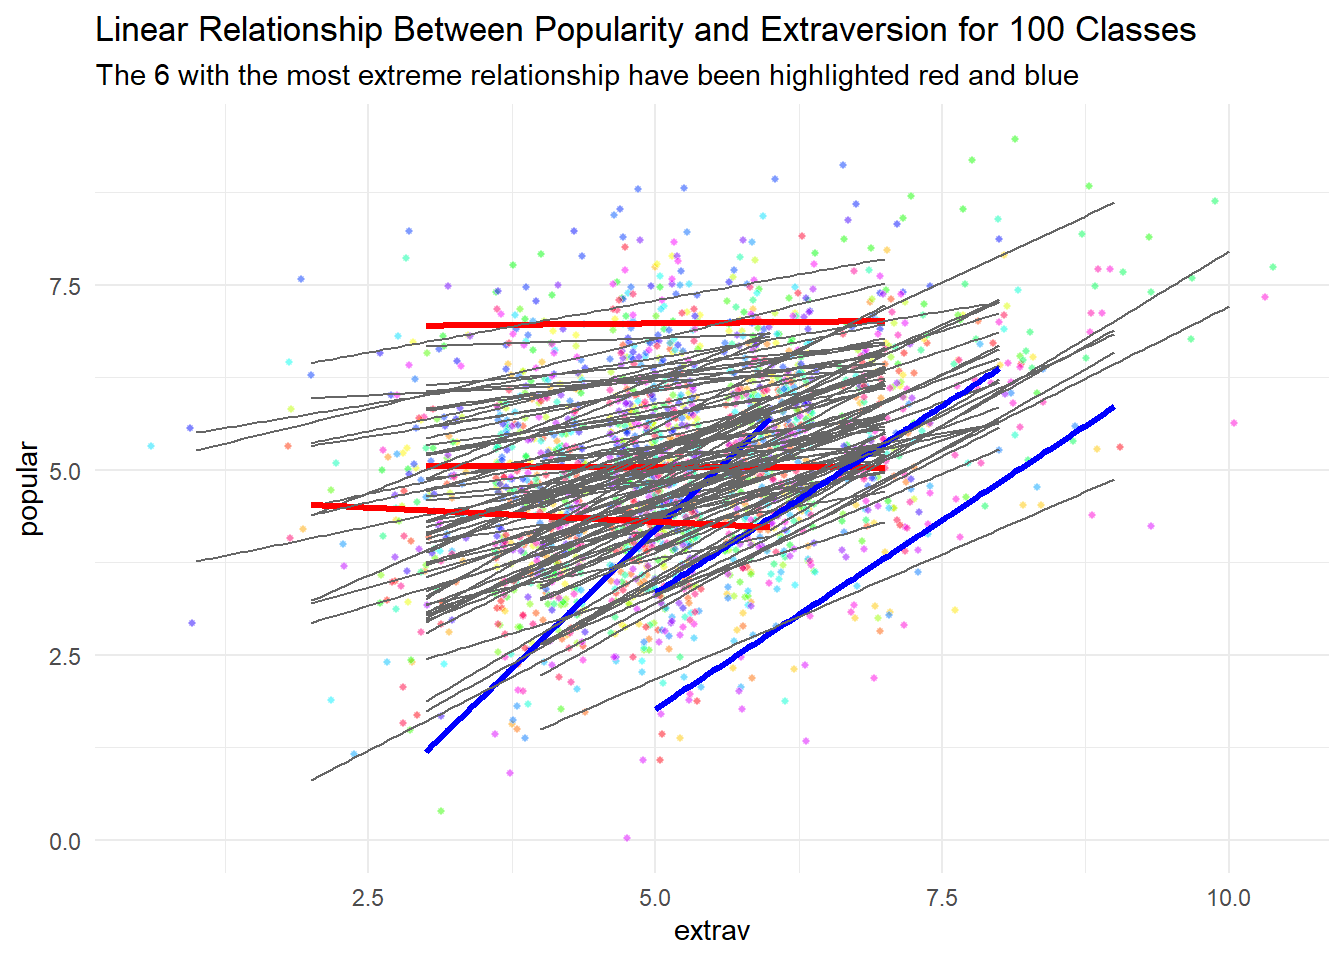 Linear Relationship Between Popularity and Extraversion for 100 Classes
The 6 with the most extreme relationship have been highlighted red and blue
popular
7.5
5.0
2.5
0.0
2.5
5.0
7.5
10.0
extrav